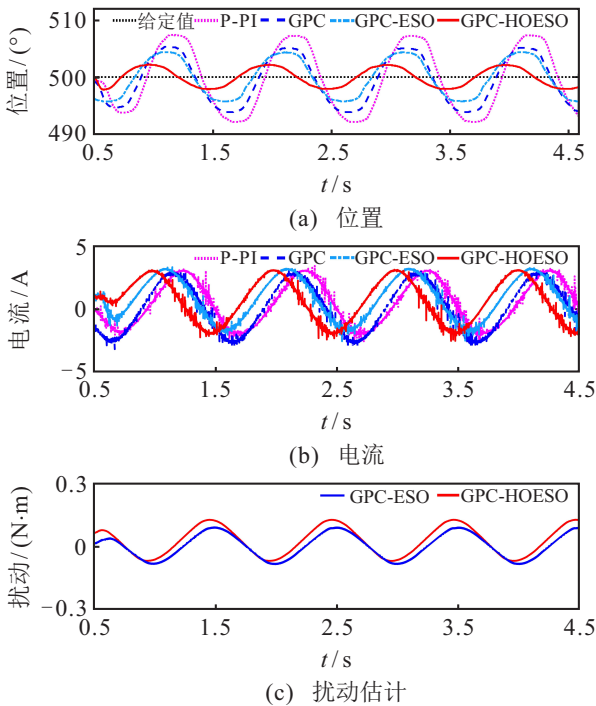 给定值 P-PI GPC GPC-ESO GPC-HOESO
510
500
490
位置/(°)
0.5 1.5 2.5 3.5 4.5
t/s
(a) 位置
P-PI GPC GPC-ESO GPC-HOESO
5
0
−5
电流/A
0.5 1.5 2.5 3.5 4.5
t/s
(b) 电流
GPC-ESO GPC-HOESO
0.3
0
−0.3
扰动/(N·m)
0.5 1.5 2.5 3.5 4.5
t/s
(c) 扰动估计